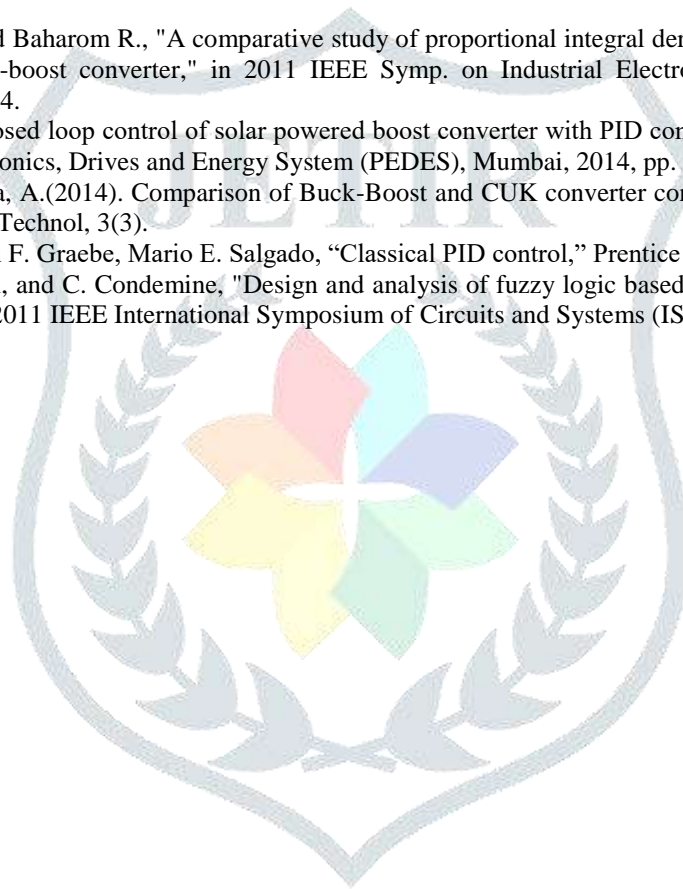 d Baharom R., "A comparative study of proportional integral der
-boost converter," in 2011 IEEE Symp. on Industrial Electro
4.
osed loop control of solar powered boost converter with PID con
onics, Drives and Energy System (PEDES), Mumbai, 2014, pp.
a, A.(2014). Comparison of Buck-Boost and CUK converter con
Technol, 3(3).
F. Graebe, Mario E. Salgado, “Classical PID control,” Prentice
, and C. Condemine, "Design and analysis of fuzzy logic based
2011 IEEE International Symposium of Circuits and Systems (IS
JETIR